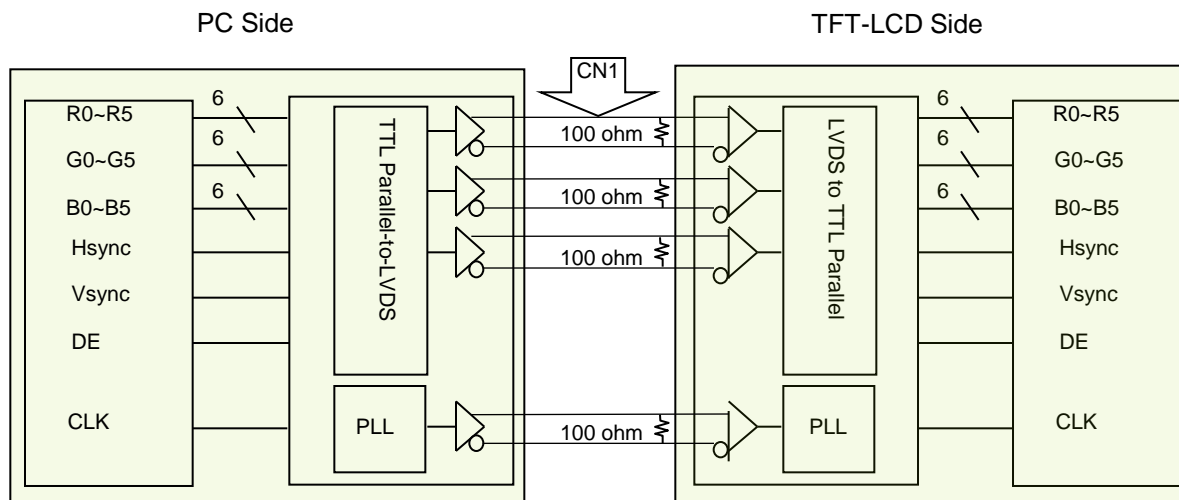 PC Side
TFT-LCD Side
CN1
R0~R5
6
G0~G5
6
B0~B5
6
Hsync
Vsync
DE
CLK
TTL Parallel-to-LVDS
PLL
100 ohm
100 ohm
100 ohm
100 ohm
LVDS to TTL Parallel
PLL
6
R0~R5
6
G0~G5
6
B0~B5
Hsync
Vsync
DE
CLK